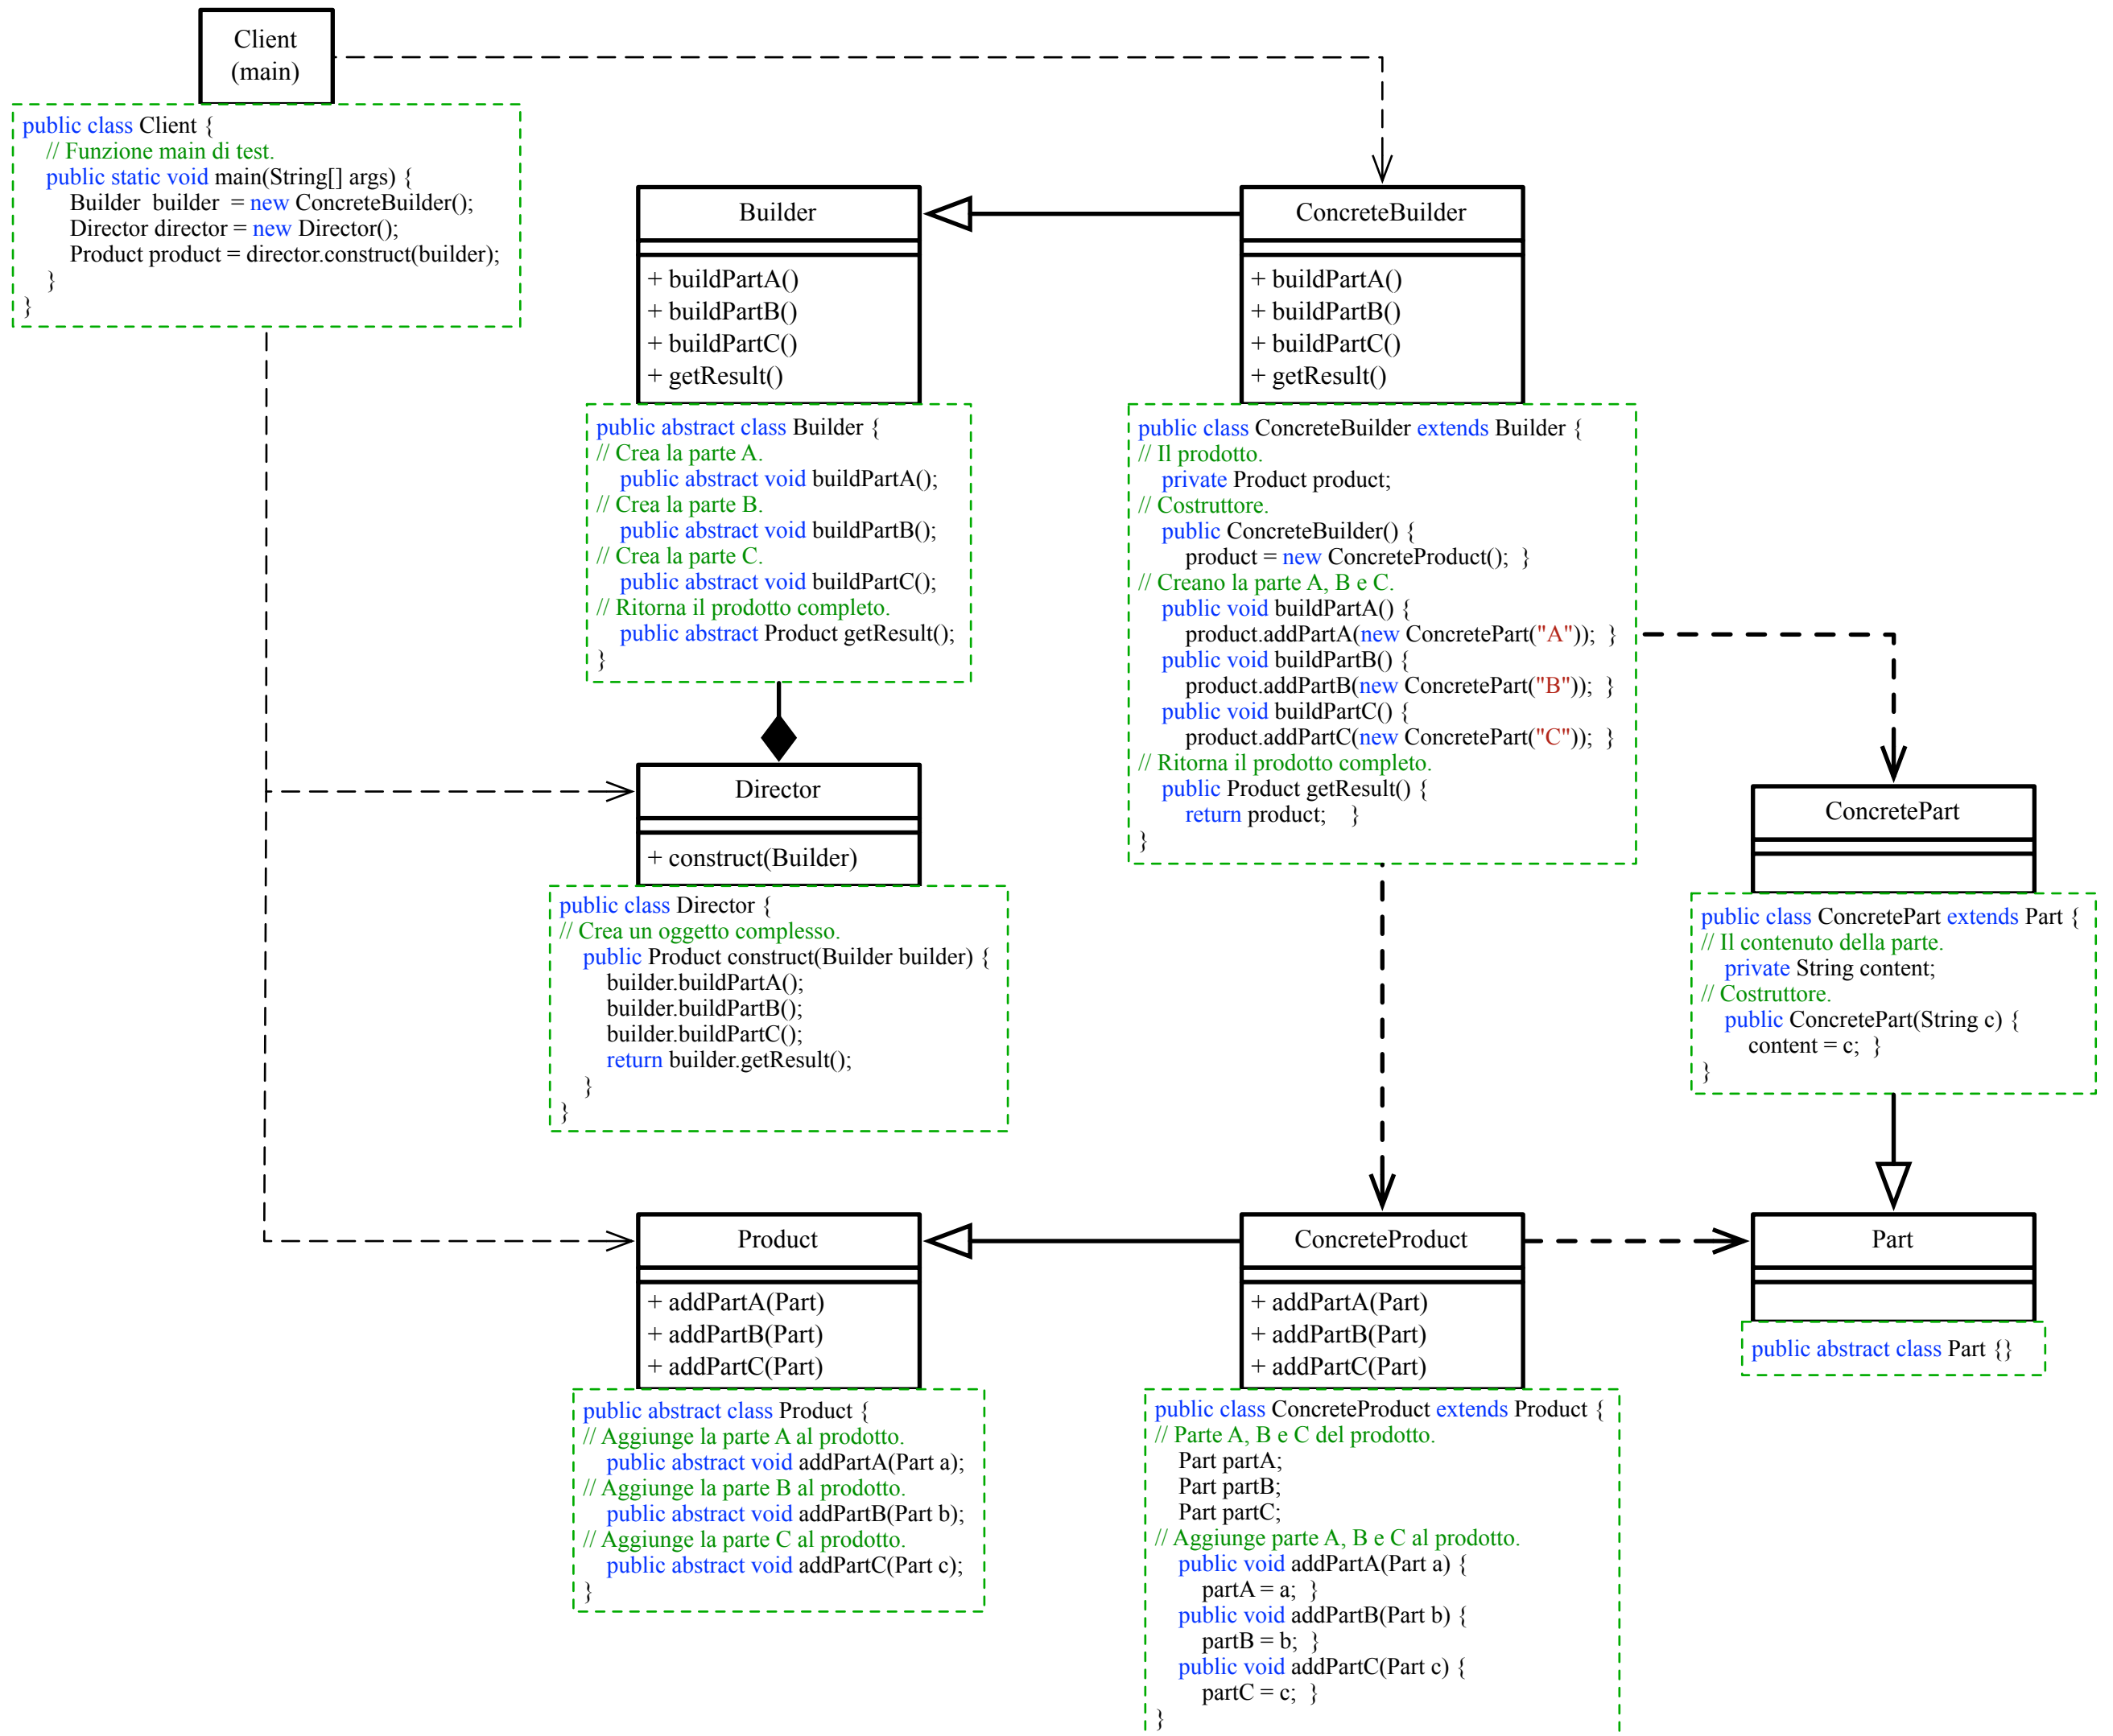 Client
(main)
public class Client {
// Funzione main di test.
public static void main(String[] args) {
Builder  builder  = new ConcreteBuilder();
Director director = new Director();
Product product = director.construct(builder);
}
}
Builder
+ buildPartA()
+ buildPartB()
+ buildPartC()
+ getResult()
public abstract class Builder {
// Crea la parte A.
public abstract void buildPartA();
// Crea la parte B.
public abstract void buildPartB();
// Crea la parte C.
public abstract void buildPartC();
// Ritorna il prodotto completo.
public abstract Product getResult();
}
ConcreteBuilder
+ buildPartA()
+ buildPartB()
+ buildPartC()
+ getResult()
public class ConcreteBuilder extends Builder {
// Il prodotto.
private Product product;
// Costruttore.
public ConcreteBuilder() {
product = new ConcreteProduct();  }
// Creano la parte A, B e C.
public void buildPartA() {
product.addPartA(new ConcretePart("A"));  }
public void buildPartB() {
product.addPartB(new ConcretePart("B"));  }
public void buildPartC() {
product.addPartC(new ConcretePart("C"));  }
// Ritorna il prodotto completo.
public Product getResult() {
return product;    }
}
Director
+ construct(Builder)
public class Director {
// Crea un oggetto complesso.
public Product construct(Builder builder) {
builder.buildPartA();
builder.buildPartB();
builder.buildPartC();
return builder.getResult();
}
}
ConcretePart
public class ConcretePart extends Part {
// Il contenuto della parte.
private String content;
// Costruttore.
public ConcretePart(String c) {
content = c;  }
}
Product
+ addPartA(Part)
+ addPartB(Part)
+ addPartC(Part)
public abstract class Product {
// Aggiunge la parte A al prodotto.
public abstract void addPartA(Part a);
// Aggiunge la parte B al prodotto.
public abstract void addPartB(Part b);
// Aggiunge la parte C al prodotto.
public abstract void addPartC(Part c);
}
ConcreteProduct
+ addPartA(Part)
+ addPartB(Part)
+ addPartC(Part)
public class ConcreteProduct extends Product {
// Parte A, B e C del prodotto.
Part partA;
Part partB;
Part partC;
// Aggiunge parte A, B e C al prodotto.
public void addPartA(Part a) {
partA = a;  }
public void addPartB(Part b) {
partB = b;  }
public void addPartC(Part c) {
partC = c;  }
}
Part
public abstract class Part {}